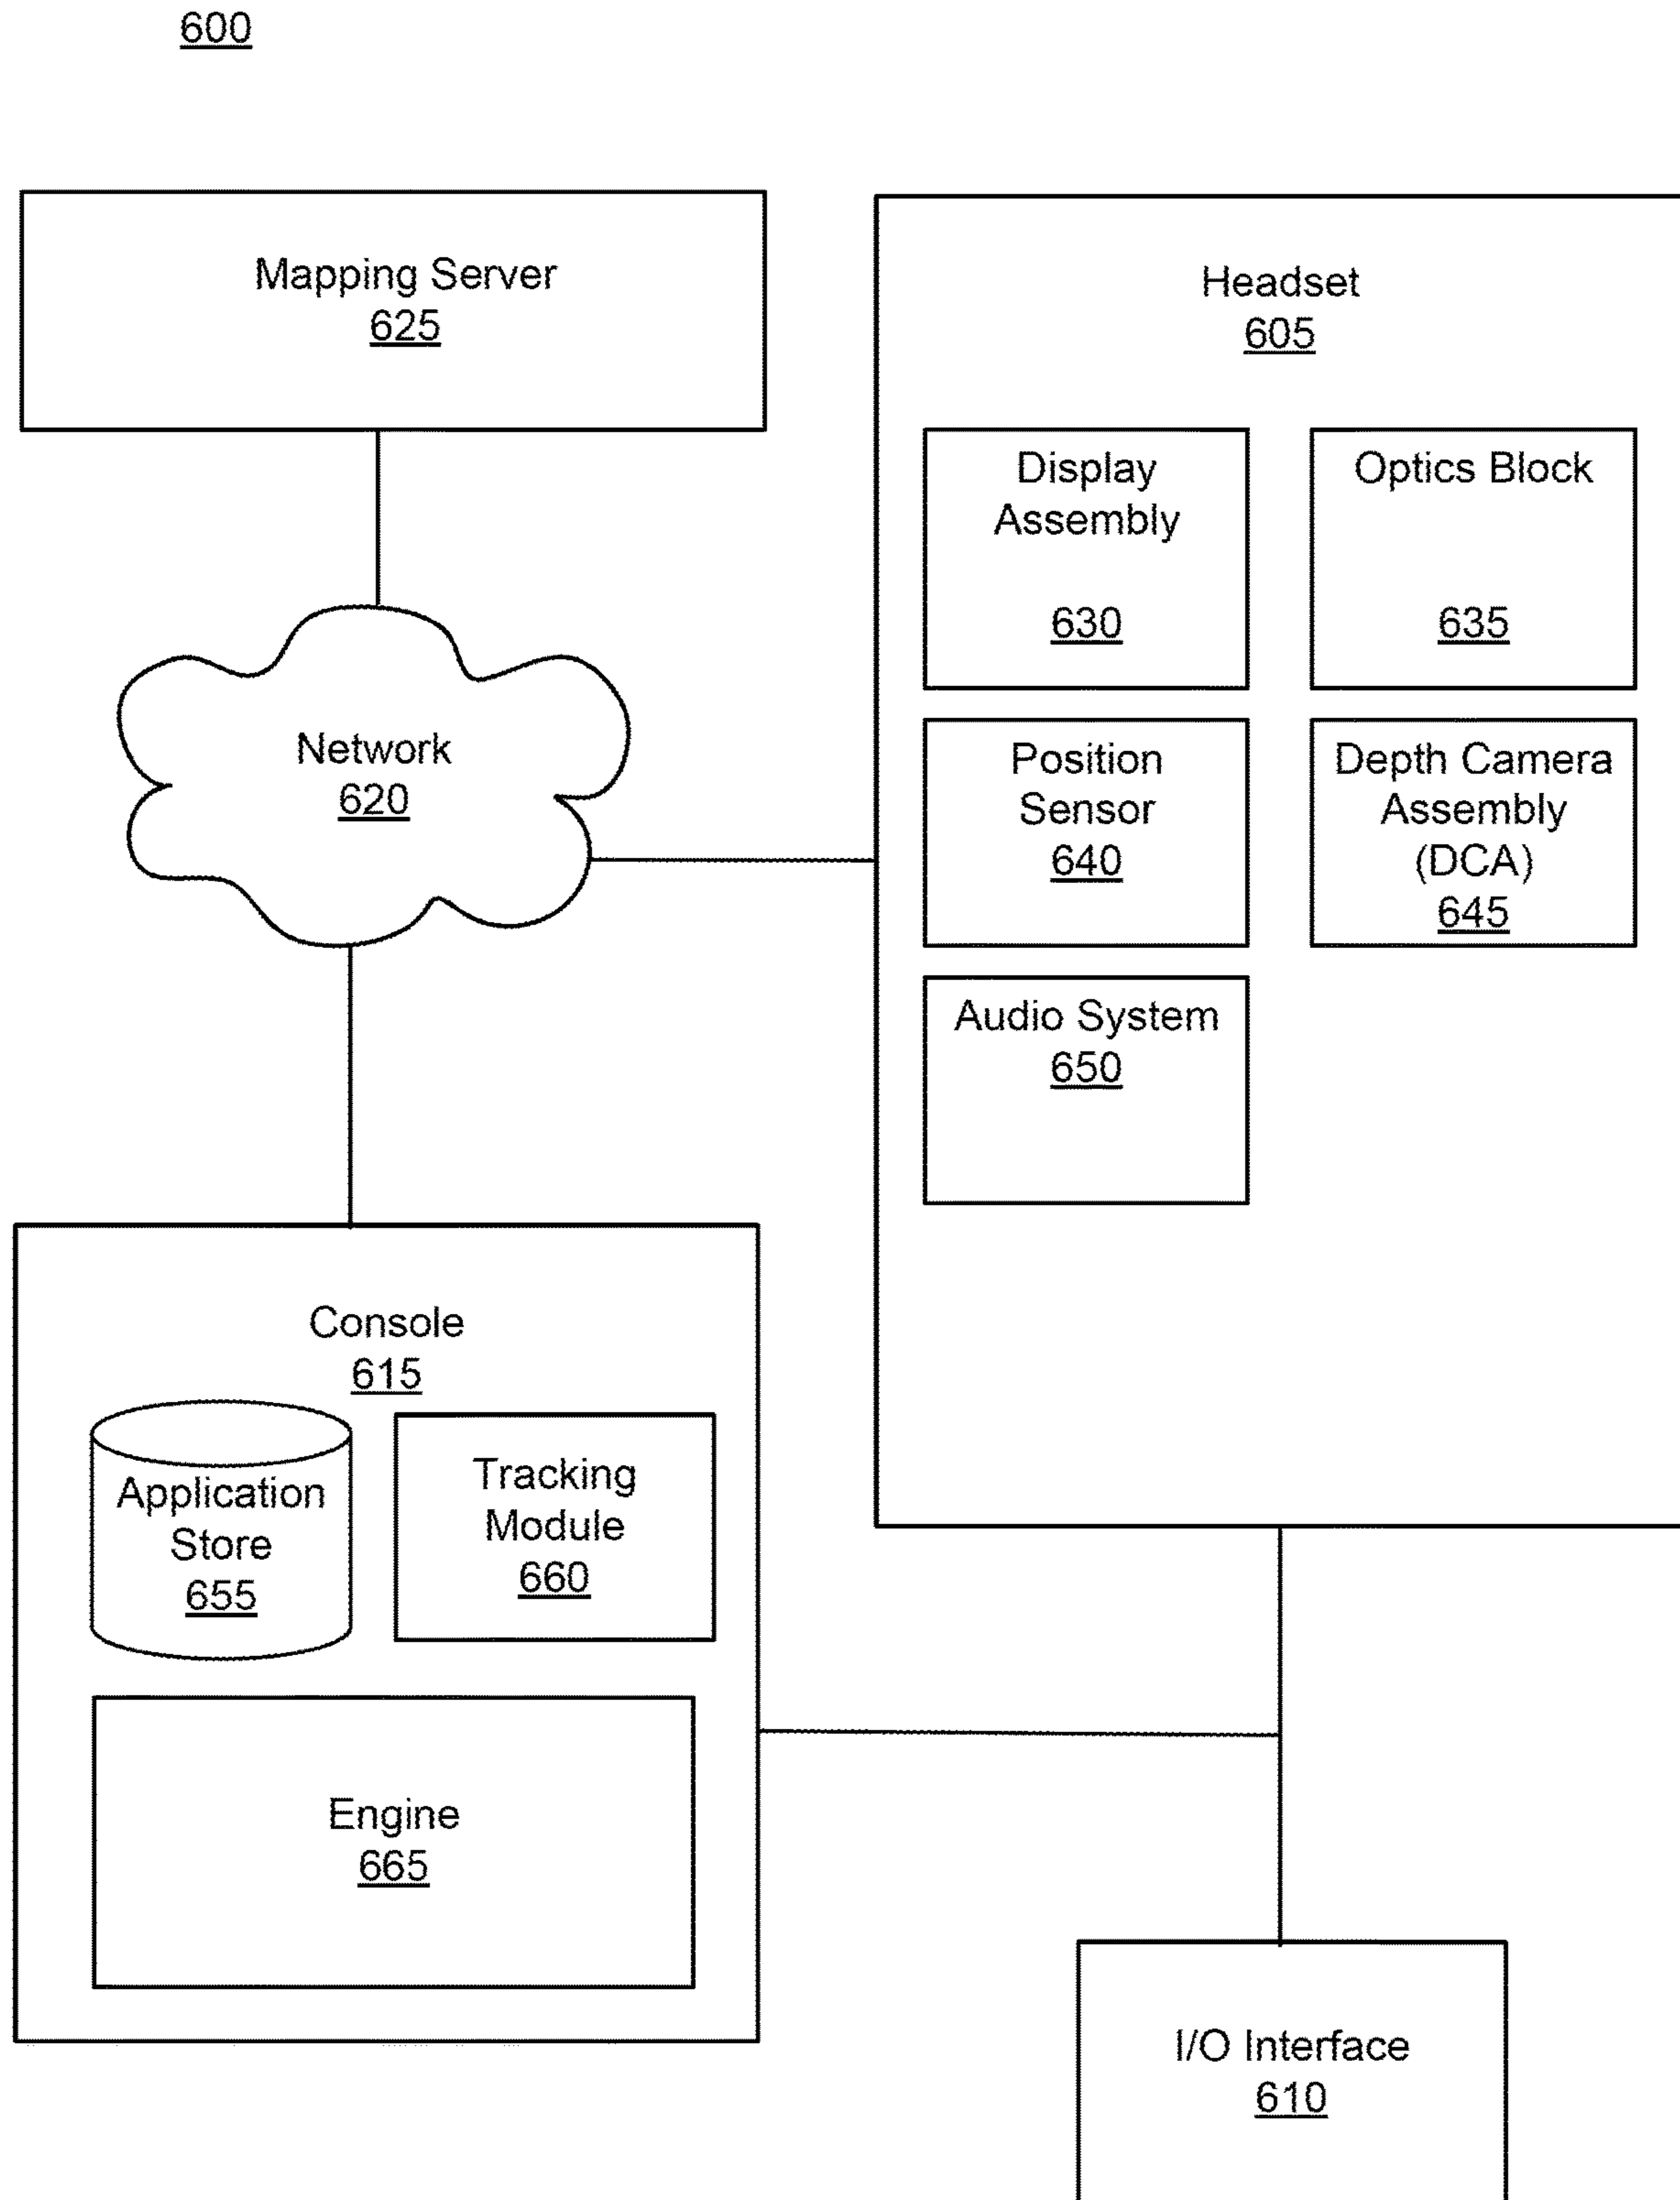 600
Mapping Server
625
Headset
605
Display
Assembly
630
Optics Block
635
Position
Sensor
640
Depth Camera
Assembly
(DCA)
645
Audio System
650
Network
620
Console
615
Application
Store
655
Tracking
Module
660
Engine
665
I/O Interface
610